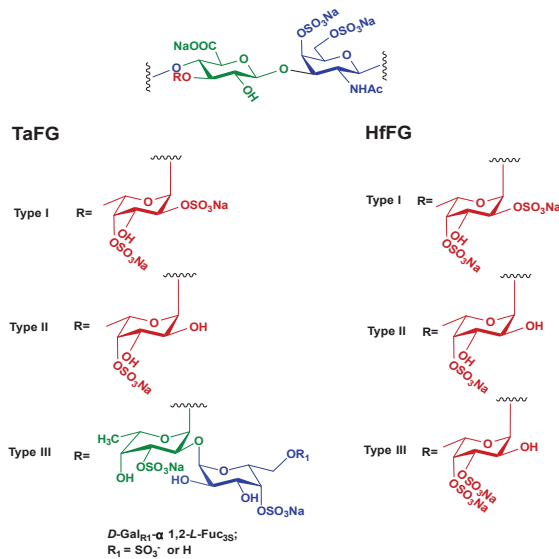 OSO₃Na
OSO₃Na
NaOOC
O
O
O
RO
O
OH
O
NHAc
TaFG
HfFG
Type I R=
O
OSO₃Na
OH
OSO₃Na
Type I R=
O
OSO₃Na
OH
OSO₃Na
Type II R=
O
OH
OH
OSO₃Na
Type II R=
O
OH
OH
OSO₃Na
Type III R=
H₃C
O
O
OSO₃Na
OH
O
OR₁
HO
OH
OSO₃Na
Type III R=
O
OH
OSO₃Na
OSO₃Na
D-Gal_R1-α 1,2-L-Fuc_3S;
R₁ = SO₃⁻ or H